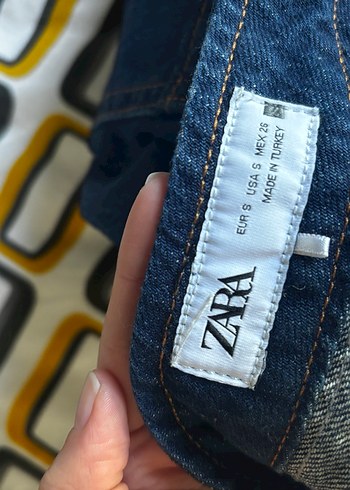 ZARA
EUR S USA S MEX 26
MADE IN TURKEY